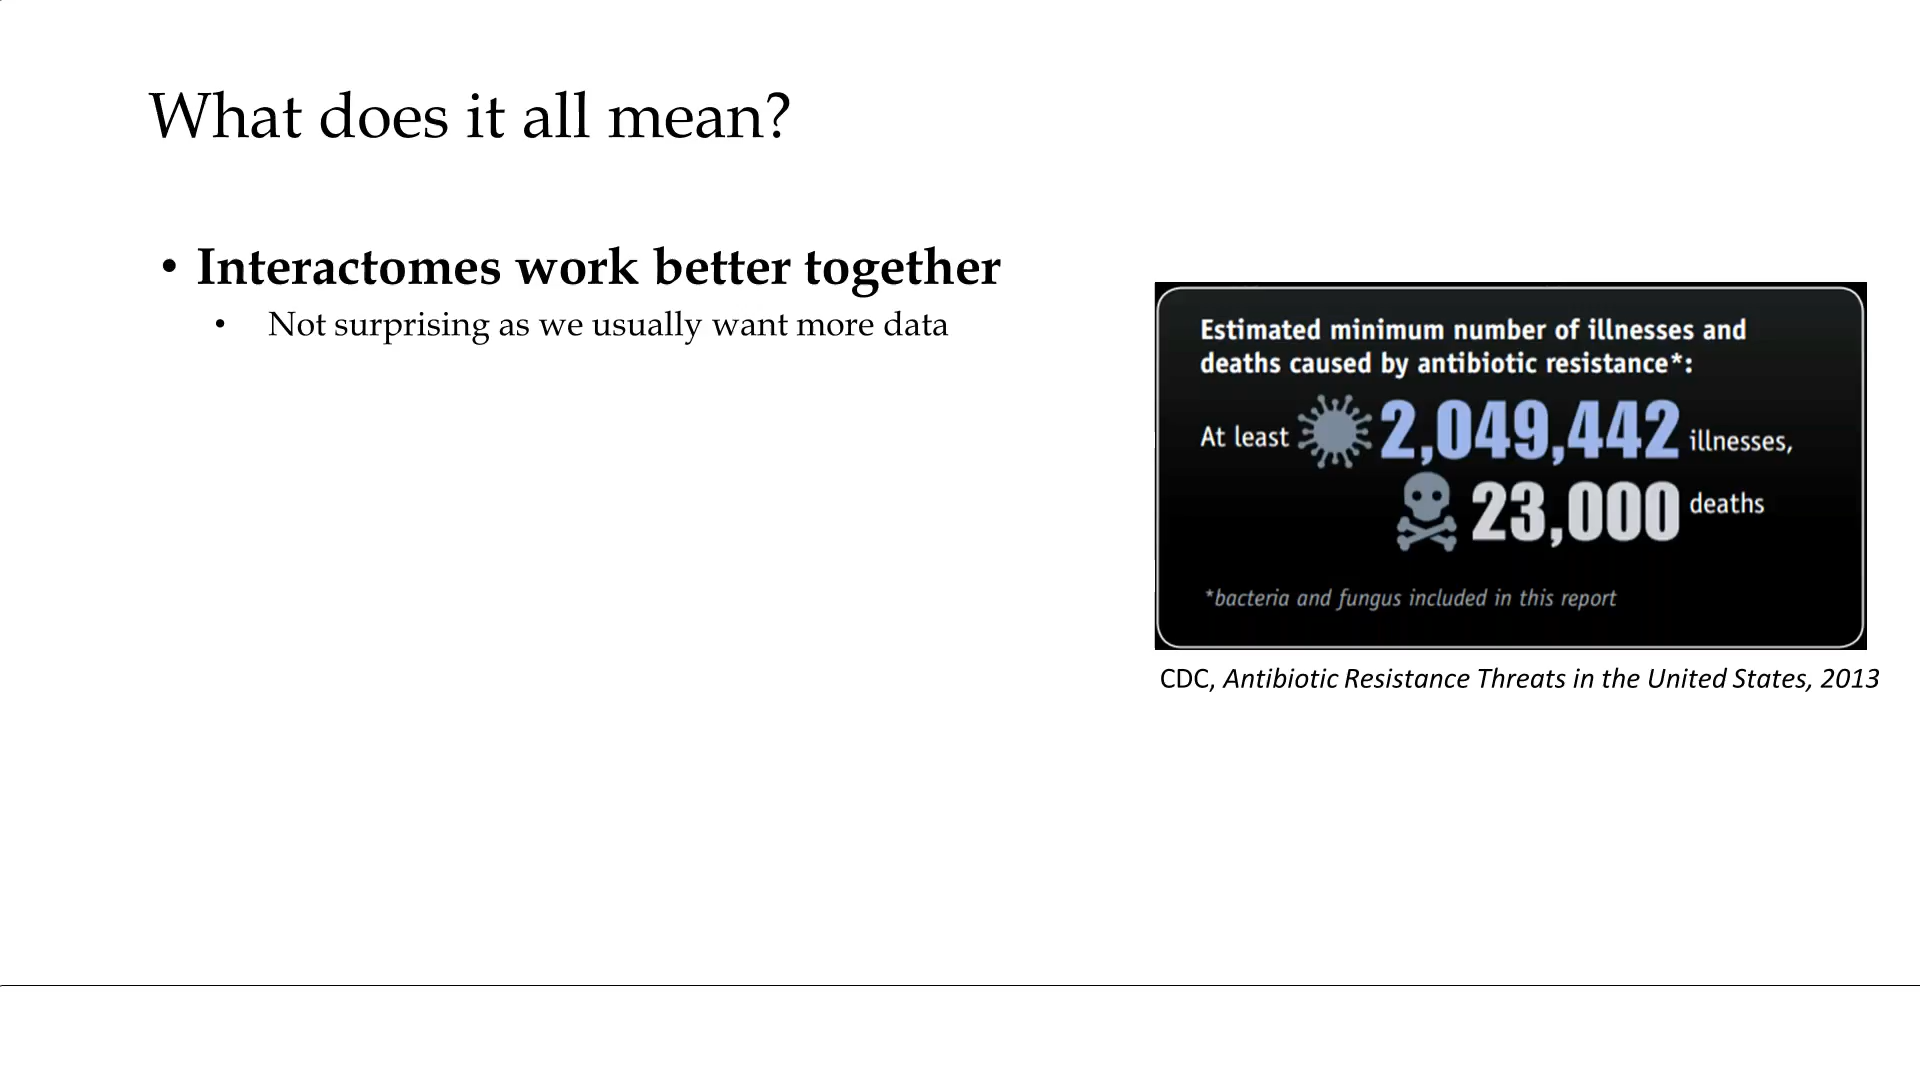 What does it all mean?
• Interactomes work better together
• Not surprising as we usually want more data
Estimated minimum number of illnesses and
deaths caused by antibiotic resistance*:
At least 2,049,442 illnesses,
23,000 deaths
*bacteria and fungus included in this report
CDC, Antibiotic Resistance Threats in the United States, 2013